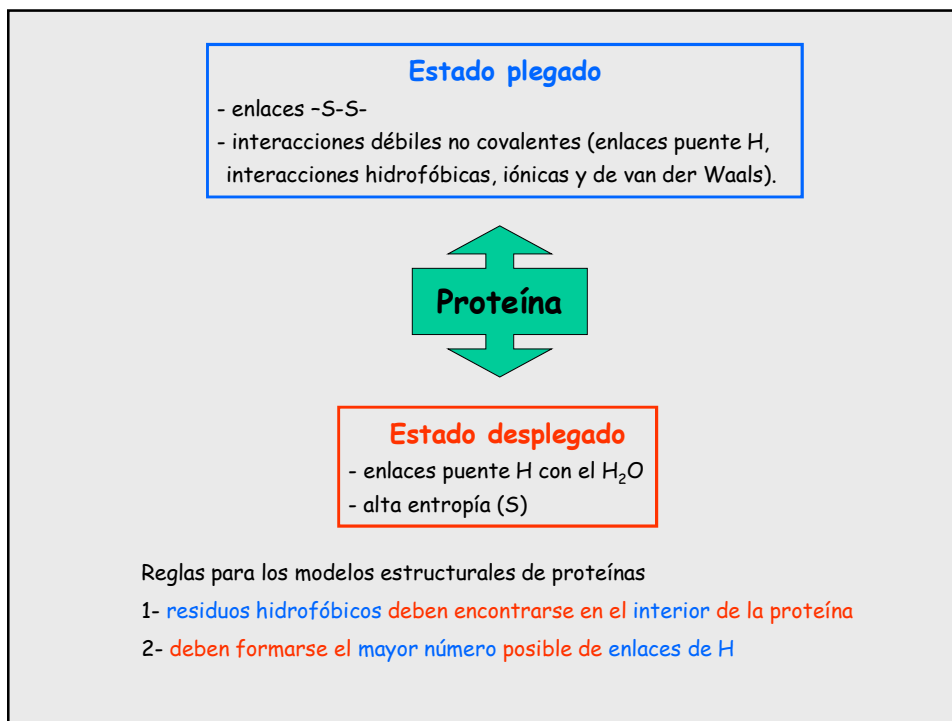 Estado plegado
- enlaces –S-S-
- interacciones débiles no covalentes (enlaces puente H,
interacciones hidrofóbicas, iónicas y de van der Waals).
Proteína
Estado desplegado
- enlaces puente H con el H₂O
- alta entropía (S)
Reglas para los modelos estructurales de proteínas
1- residuos hidrofóbicos deben encontrarse en el interior de la proteína
2- deben formarse el mayor número posible de enlaces de H